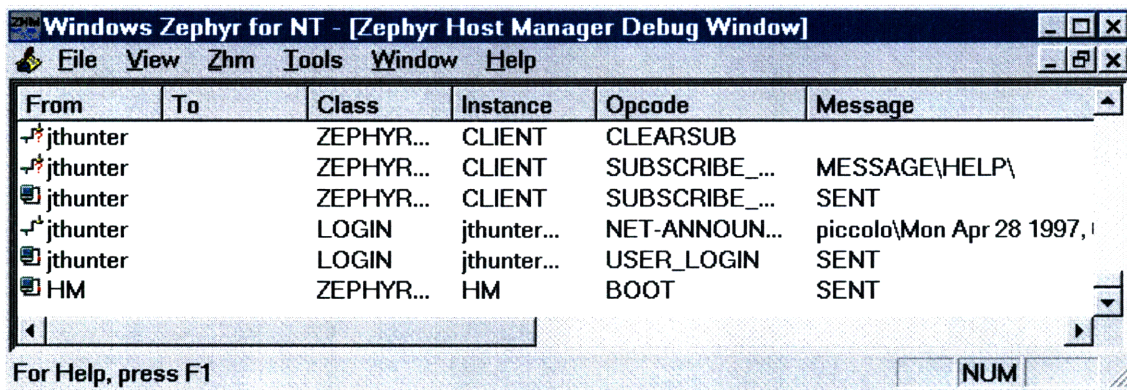 ZHM Windows Zephyr for NT - [Zephyr Host Manager Debug Window]
File View Zhm Tools Window Help
From To Class Instance Opcode Message
jthunter ZEPHYR... CLIENT CLEARSUB
jthunter ZEPHYR... CLIENT SUBSCRIBE_... MESSAGE\HELP\
jthunter ZEPHYR... CLIENT SUBSCRIBE_... SENT
jthunter LOGIN jthunter... NET-ANNOUN... piccolo\Mon Apr 28 1997,
jthunter LOGIN jthunter... USER_LOGIN SENT
HM ZEPHYR... HM BOOT SENT
For Help, press F1 NUM